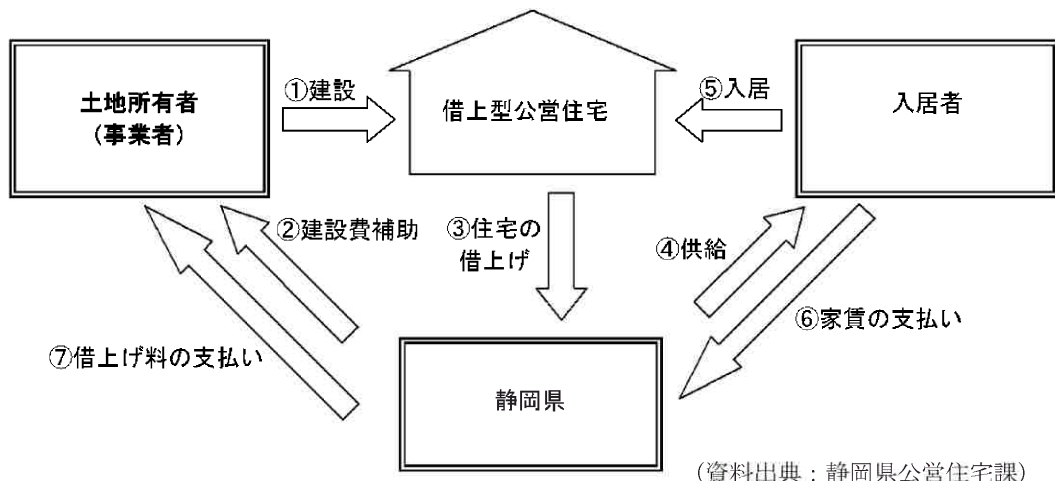 土地所有者
(事業者)
①建設
借上型公営住宅
⑤入居
入居者
②建設費補助
③住宅の
借上げ
④供給
⑥家賃の支払い
⑦借上げ料の支払い
静岡県
(資料出典:静岡県公営住宅課)